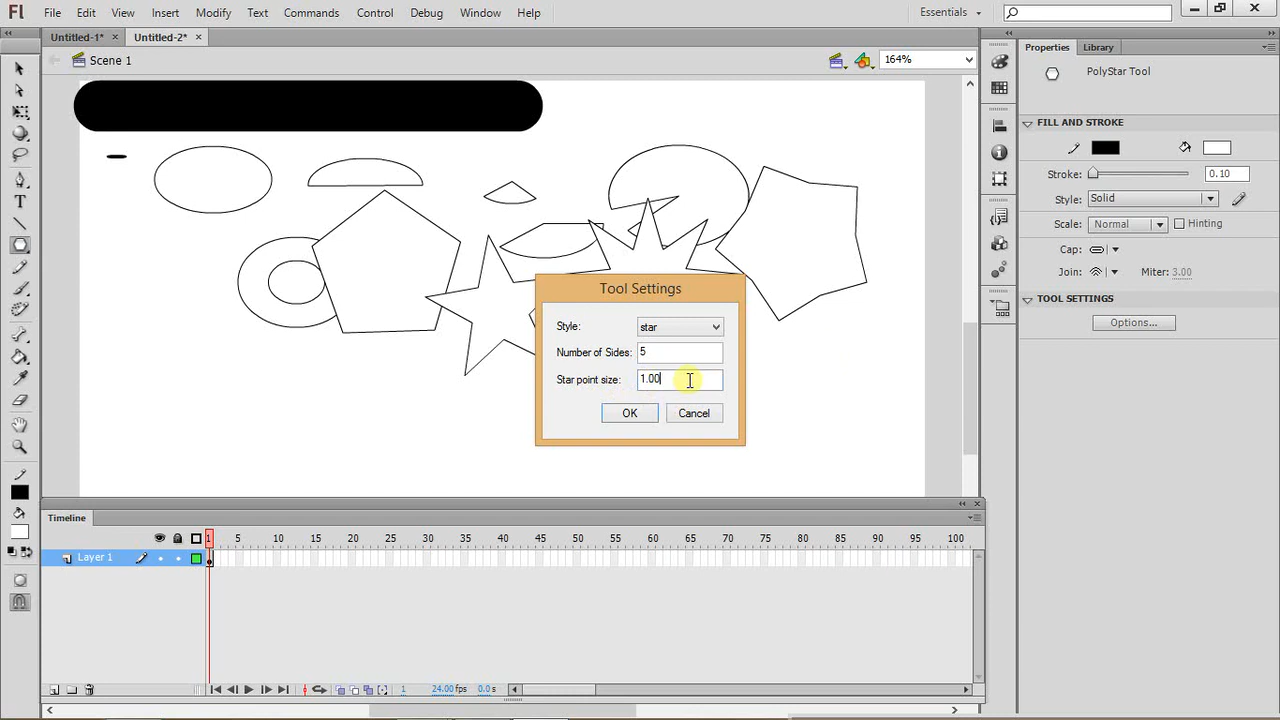 Fl File Edit View Insert Modify Text Commands Control Debug Window Help Essentials
Untitled-1* × Untitled-2* ×
Scene 1 164%
Properties Library
PolyStar Tool
FILL AND STROKE
Stroke: 0.10
Style: Solid
Scale: Normal Hinting
Cap:
Join: Miter: 3.00
TOOL SETTINGS
Options...
Tool Settings
Style: star
Number of Sides: 5
Star point size: 1.00
OK Cancel
Timeline
1 5 10 15 20 25 30 35 40 45 50 55 60 65 70 75 80 85 90 95 100
Layer 1
1 24.00 fps 0.0 s